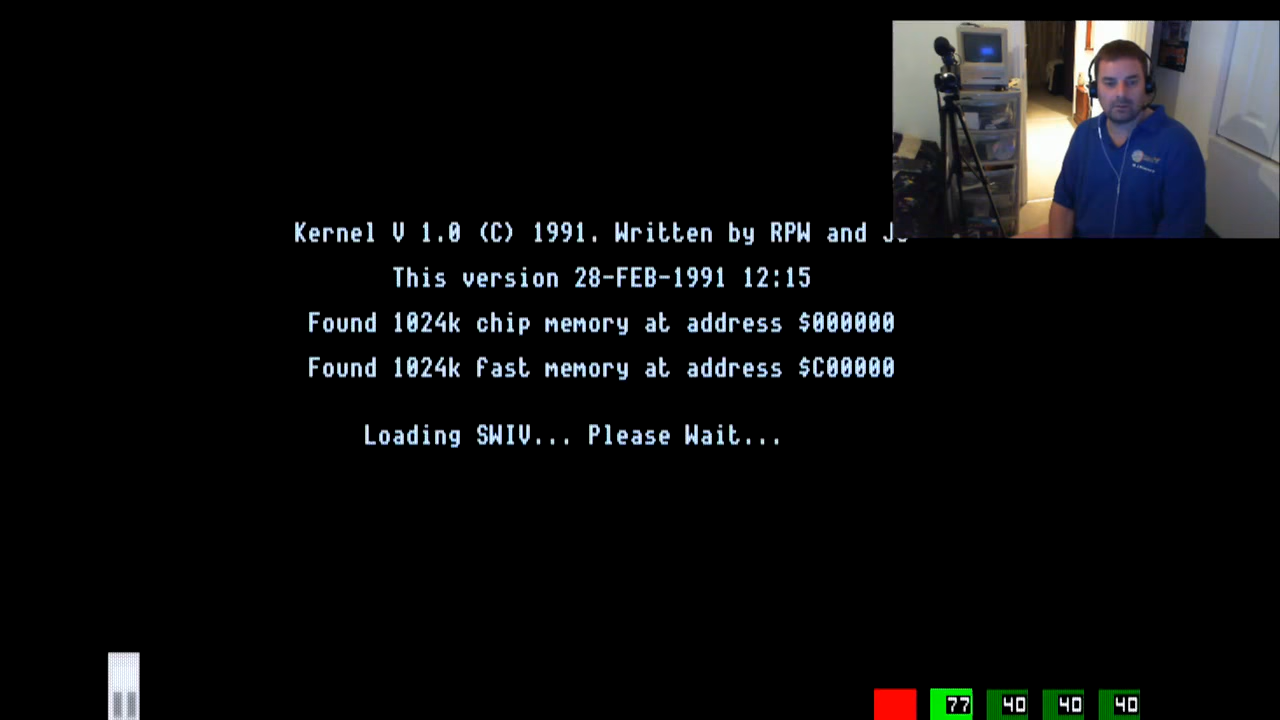 Kernel V 1.0 (C) 1991. Written by RPW and
This version 28-FEB-1991 12:15
Found 1024k chip memory at address $000000
Found 1024k fast memory at address $C00000
Loading SWIV... Please Wait...
77 40 40 40